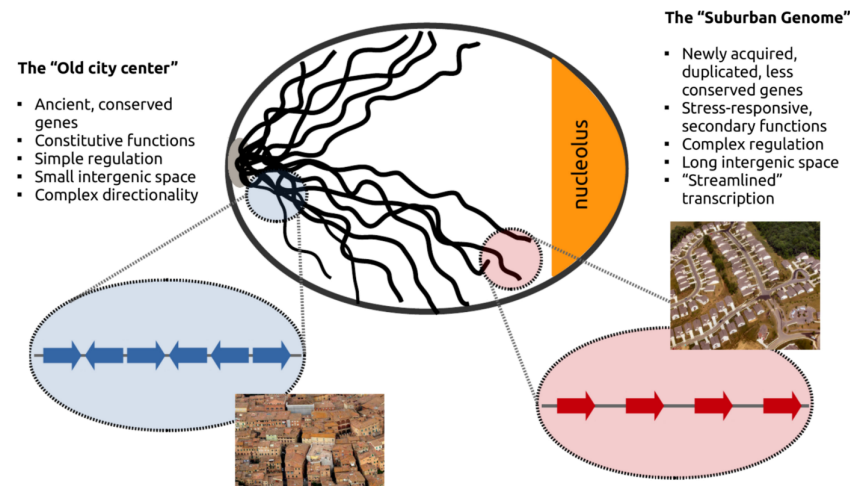 The “Old city center”
▪ Ancient, conserved
genes
▪ Constitutive functions
▪ Simple regulation
▪ Small intergenic space
▪ Complex directionality
nucleolus
The “Suburban Genome”
▪ Newly acquired,
duplicated, less
conserved genes
▪ Stress-responsive,
secondary functions
▪ Complex regulation
▪ Long intergenic space
▪ “Streamlined”
transcription